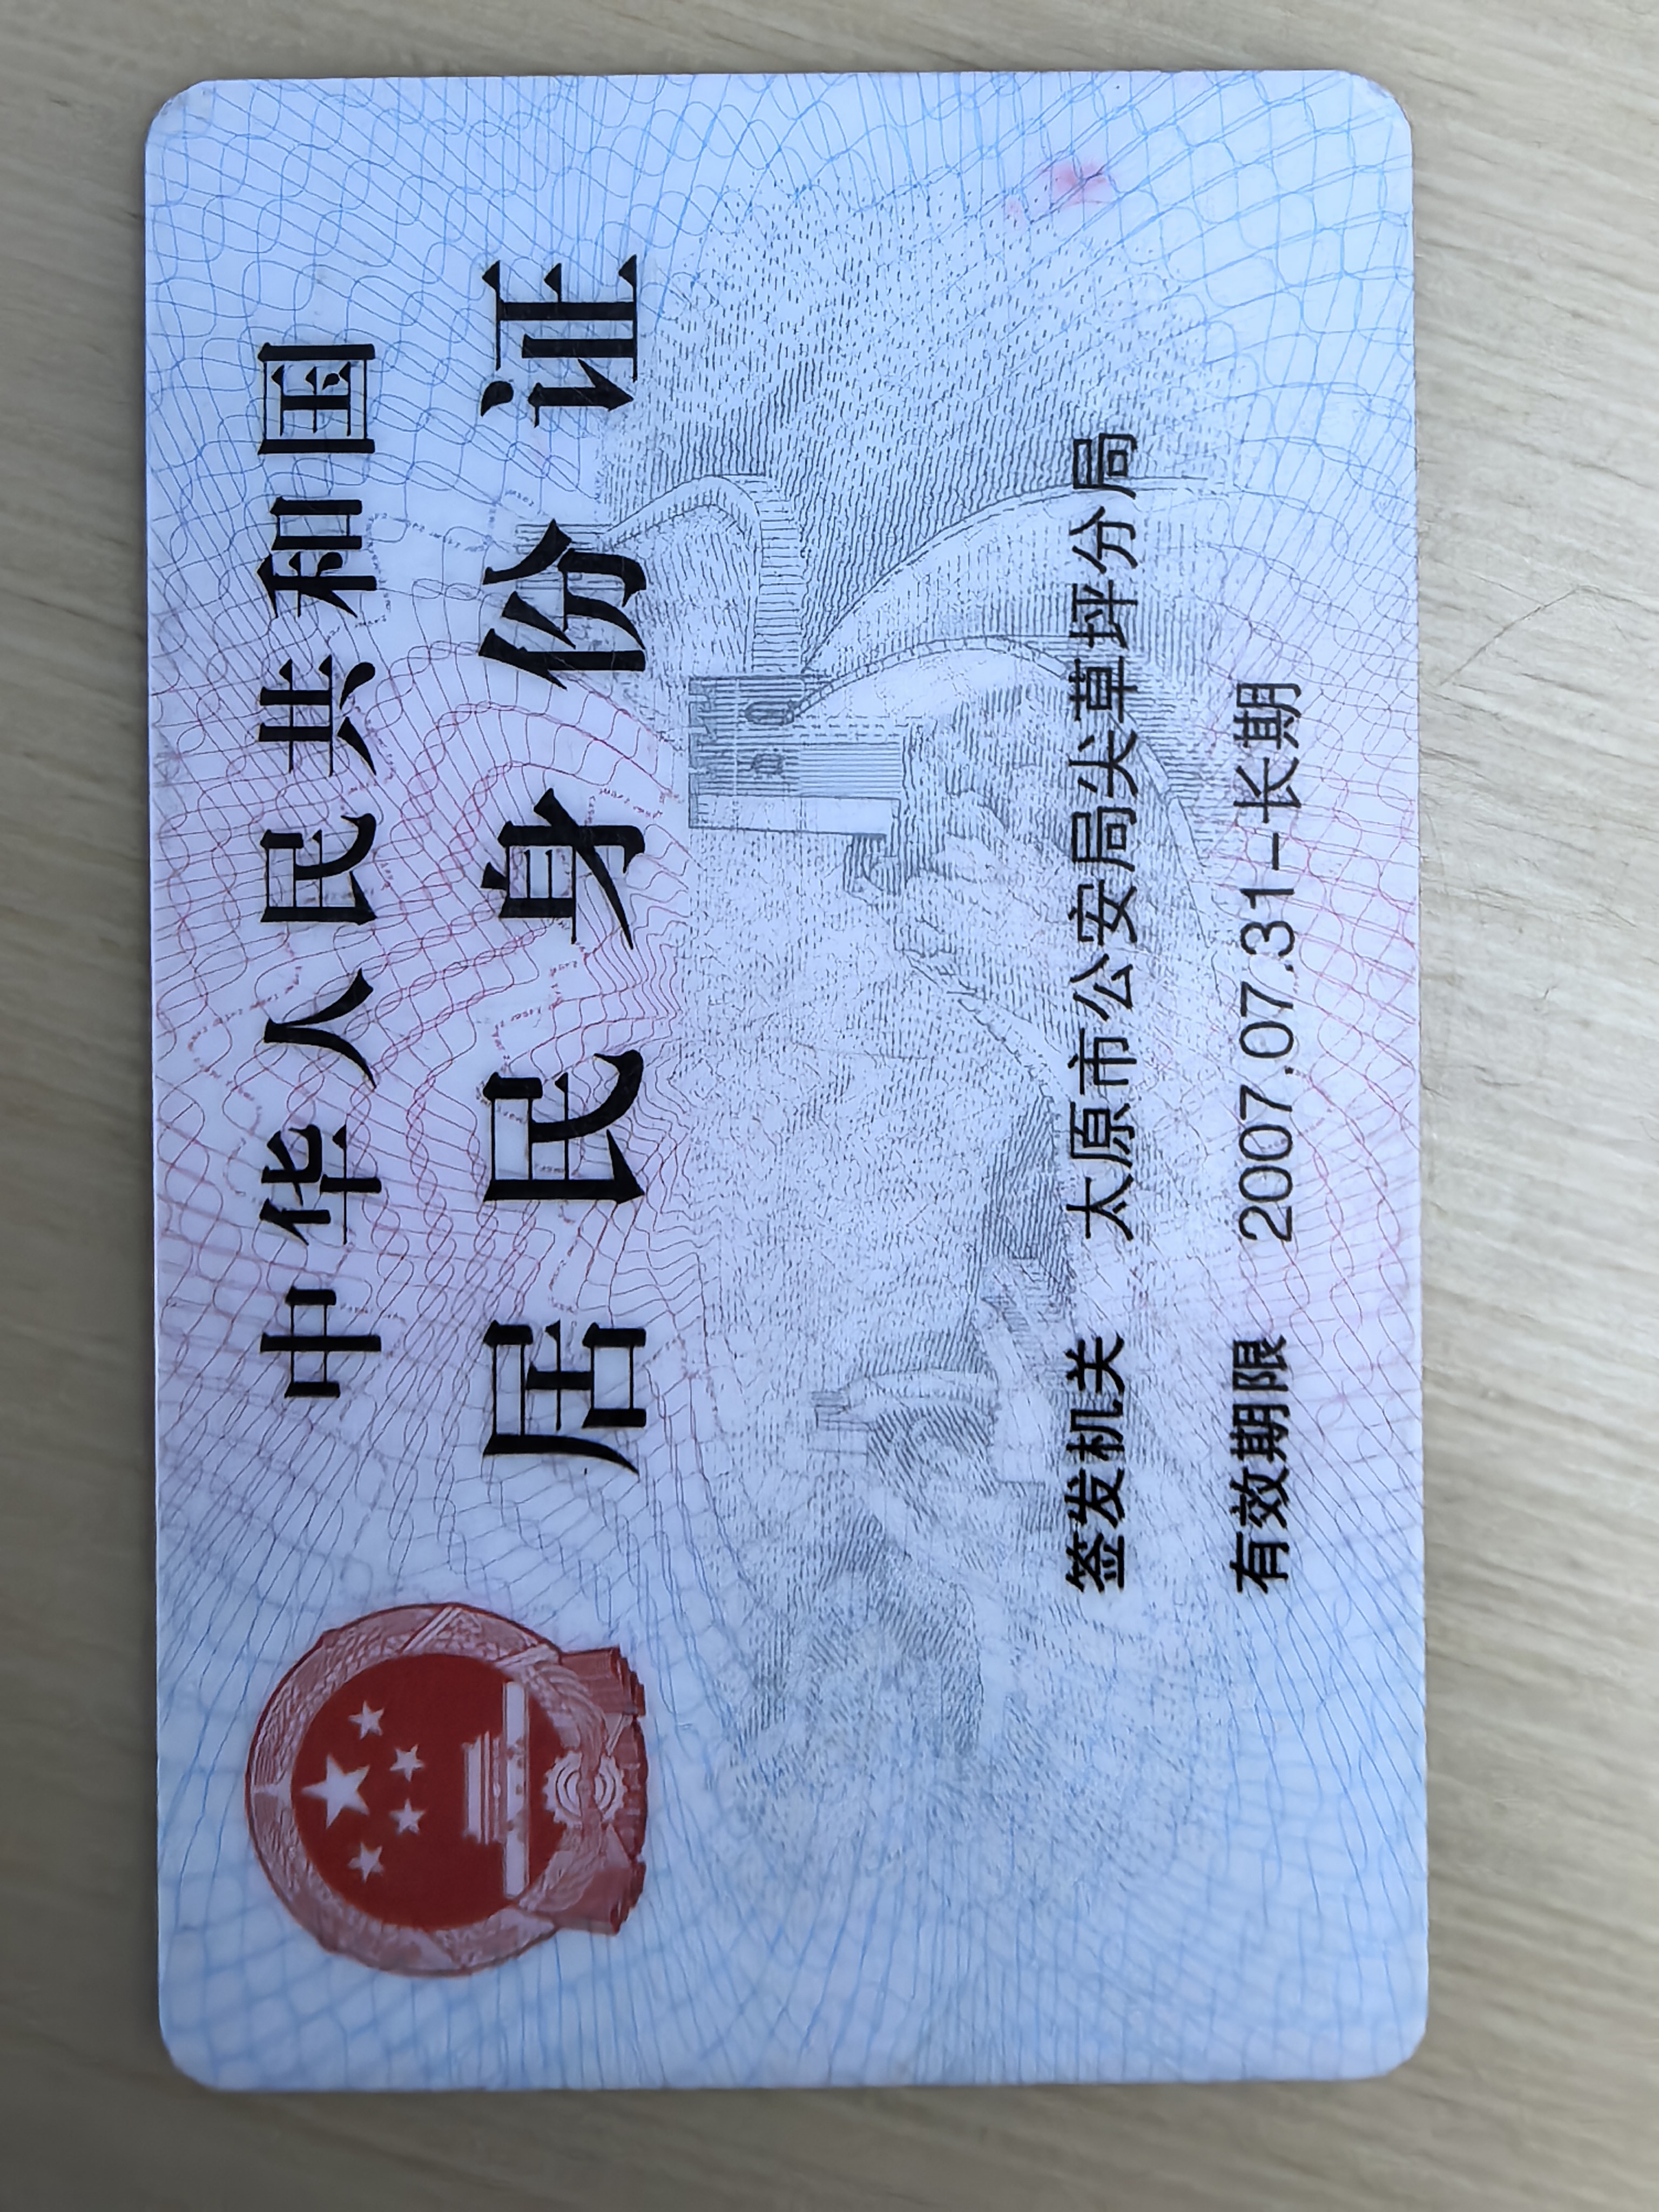 中华人民共和国
居民身份证
签发机关 太原市公安局尖草坪分局
有效期限 2007.07.31-长期